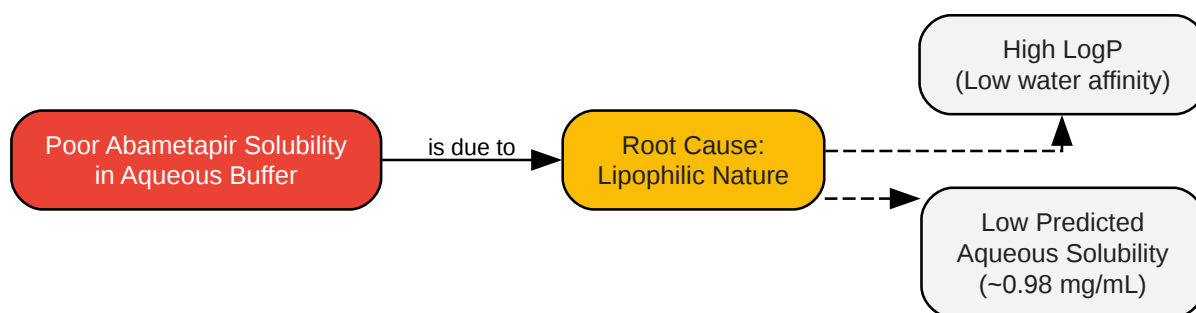 Poor Abametapir Solubility
in Aqueous Buffer
is due to
Root Cause:
Lipophilic Nature
High LogP
(Low water affinity)
Low Predicted
Aqueous Solubility
(~0.98 mg/mL)